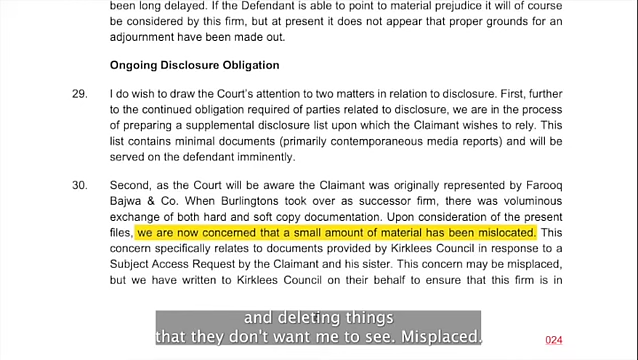 been long delayed. If the Defendant is able to point to material prejudice it will of course
be considered by this firm, but at present it does not appear that proper grounds for an
adjournment have been made out.
Ongoing Disclosure Obligation
29. I do wish to draw the Court's attention to two matters in relation to disclosure. First, further
to the continued obligation required of parties related to disclosure, we are in the process
of preparing a supplemental disclosure list upon which the Claimant wishes to rely. This
list contains minimal documents (primarily contemporaneous media reports) and will be
served on the defendant imminently.
30. Second, as the Court will be aware the Claimant was originally represented by Farooq
Bajwa & Co. When Burlingtons took over as successor firm, there was voluminous
exchange of both hard and soft copy documentation. Upon consideration of the present
files, we are now concerned that a small amount of material has been mislocated. This
concern specifically relates to documents provided by Kirklees Council in response to a
Subject Access Request by the Claimant and his sister. This concern may be misplaced,
but we have written to Kirklees Council on their behalf to ensure that this firm is in
and deleting things
that they don't want me to see. Misplaced.
024